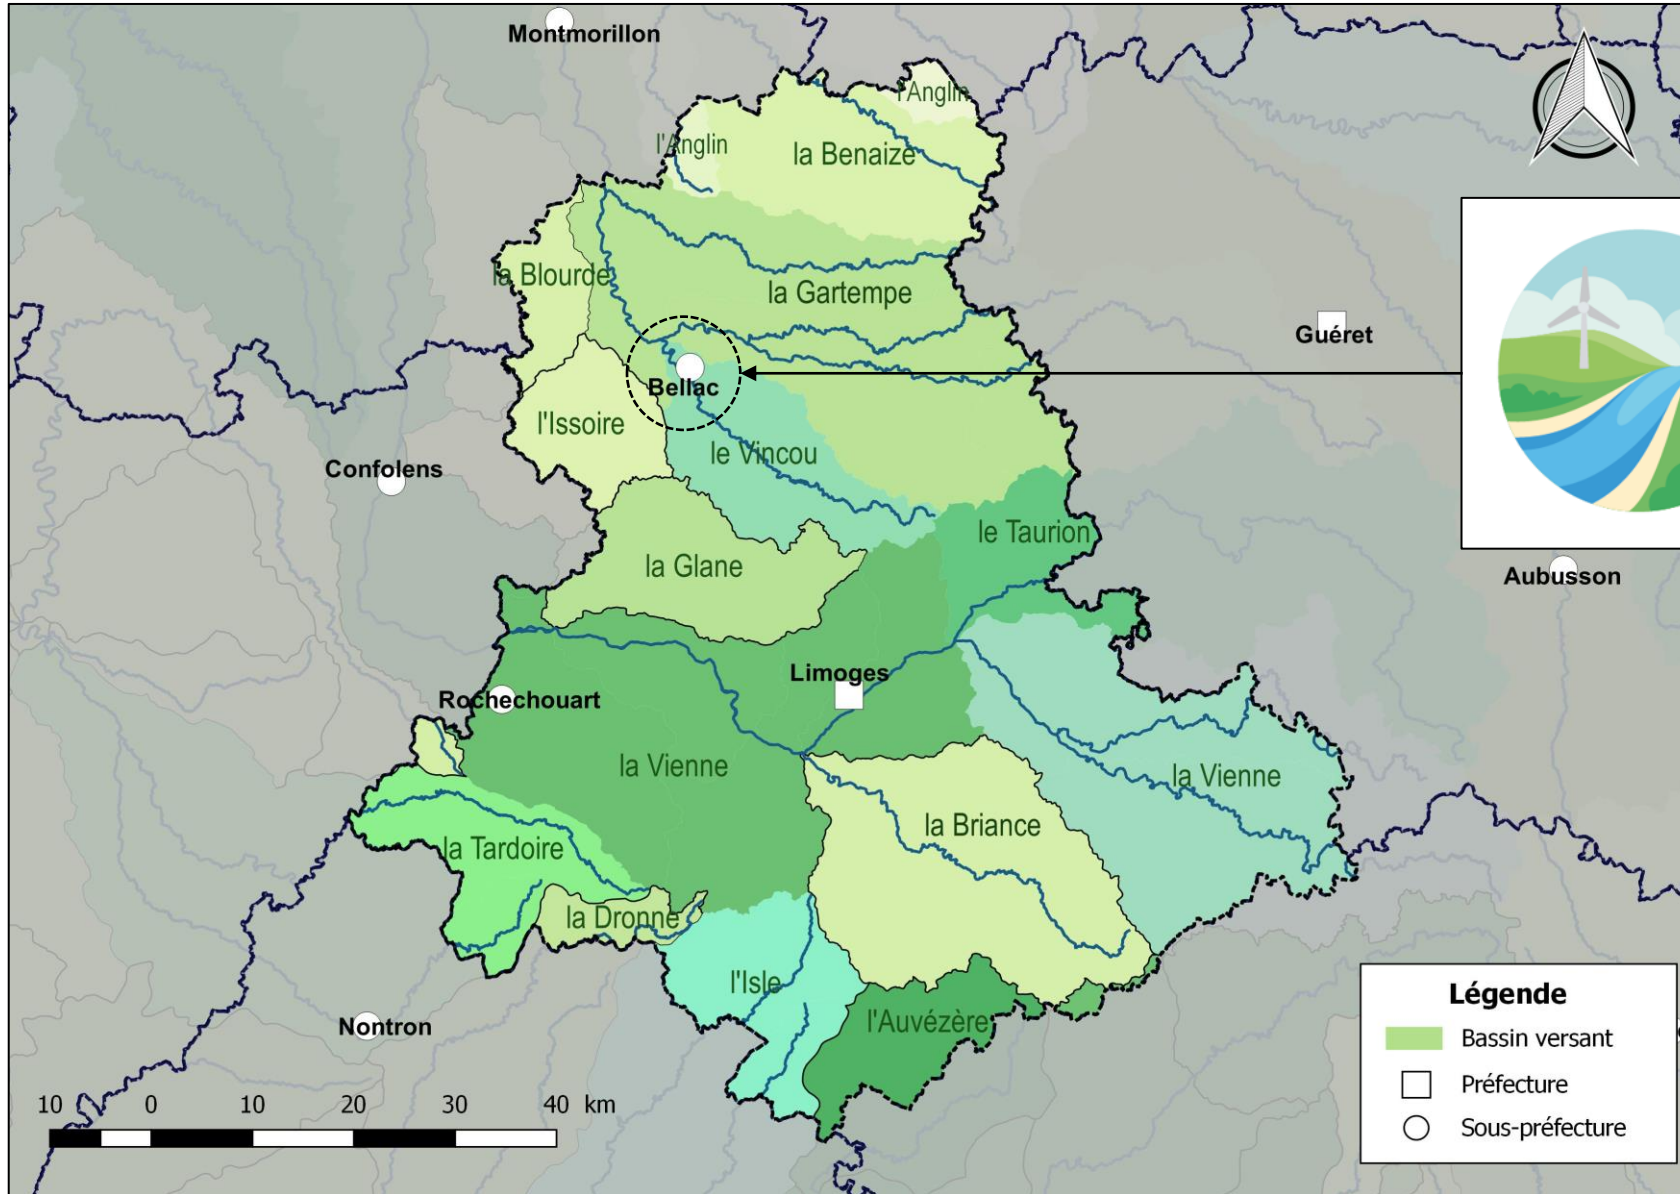 Montmorillon
l'Anglin
l'Anglin
la Benaize
la Blourde
la Gartempe
Guéret
Bellac
l'Issoire
le Vincou
Confolens
le Taurion
la Glane
Aubusson
Limoges
Rochechouart
la Vienne
la Vienne
la Briance
la Tardoire
la Dronne
l'Isle
l'Auvézère
Nontron
Légende
Bassin versant
Préfecture
Sous-préfecture
10 0 10 20 30 40 km